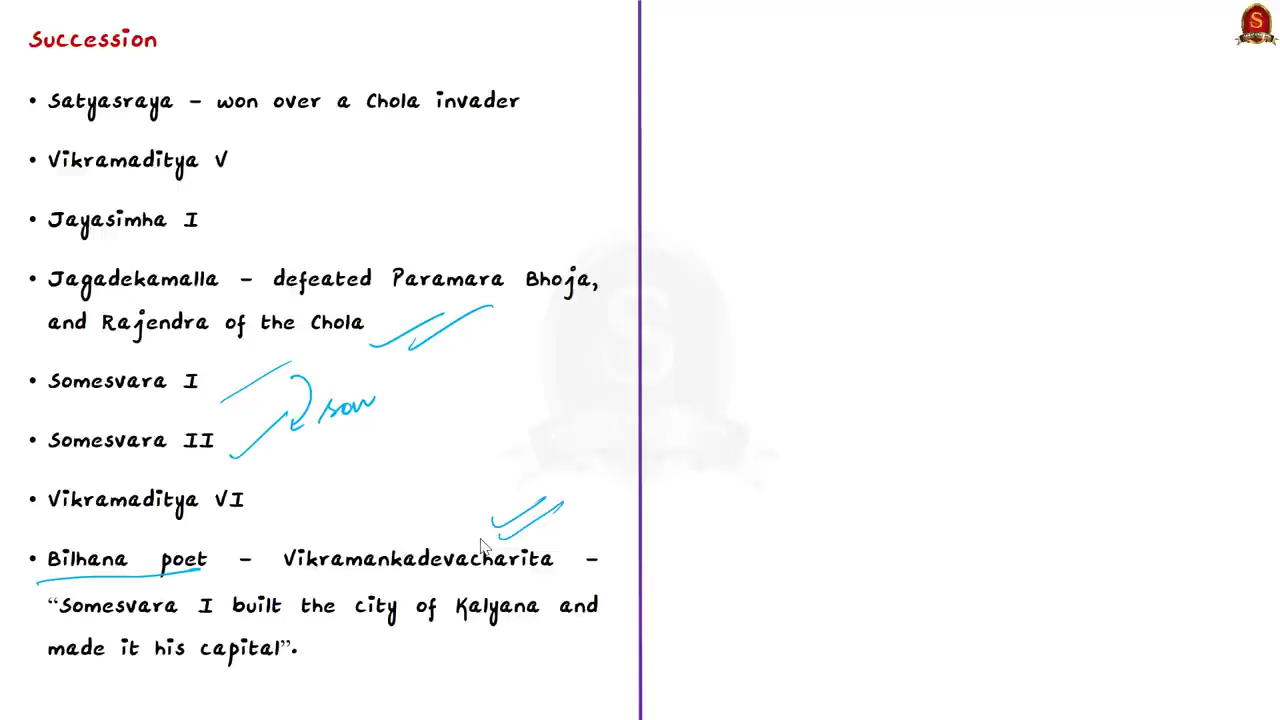 Succession
• Satyasraya - won over a Chola invader
• Vikramaditya V
• Jayasimha I
• Jagadekamalla - defeated Paramara Bhoja,
and Rajendra of the Chola
• Somesvara I
son
• Somesvara II
• Vikramaditya VI
• Bilhana poet - Vikramankadevacharita -
“Somesvara I built the city of Kalyana and
made it his capital”.
S